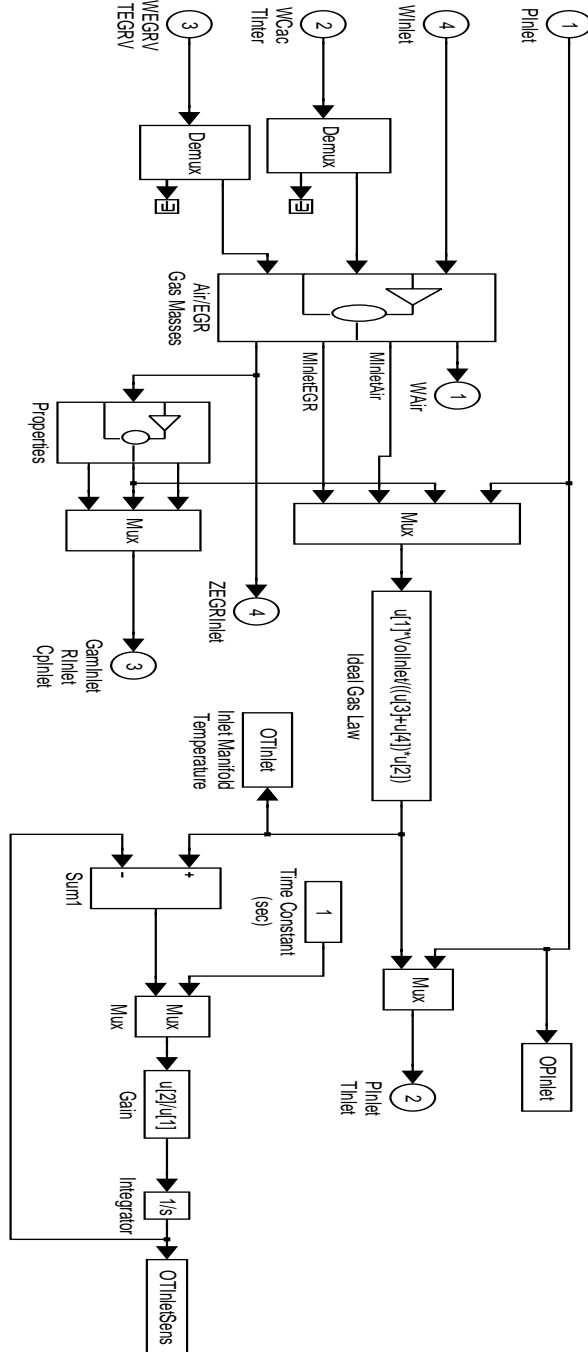 1
PInlet
OPInlet
4
WInlet
1
WAir
Mux
u[1]*VolInlet/((u[3]+u[4])*u[2])
Ideal Gas Law
Mux
2
PInlet
TInlet
MInletAir
MInletEGR
2
WCac
TInter
Demux
Air/EGR
Gas Masses
4
ZEGRInlet
OTInlet
Inlet Manifold
Temperature
1
Time Constant
(sec)
3
WEGRV
TEGRV
Demux
Properties
Mux
3
GamInlet
RInlet
CpInlet
+
-
Sum1
Mux
Mux
u[2]/u[1]
Gain
1/s
Integrator
OTInletSens